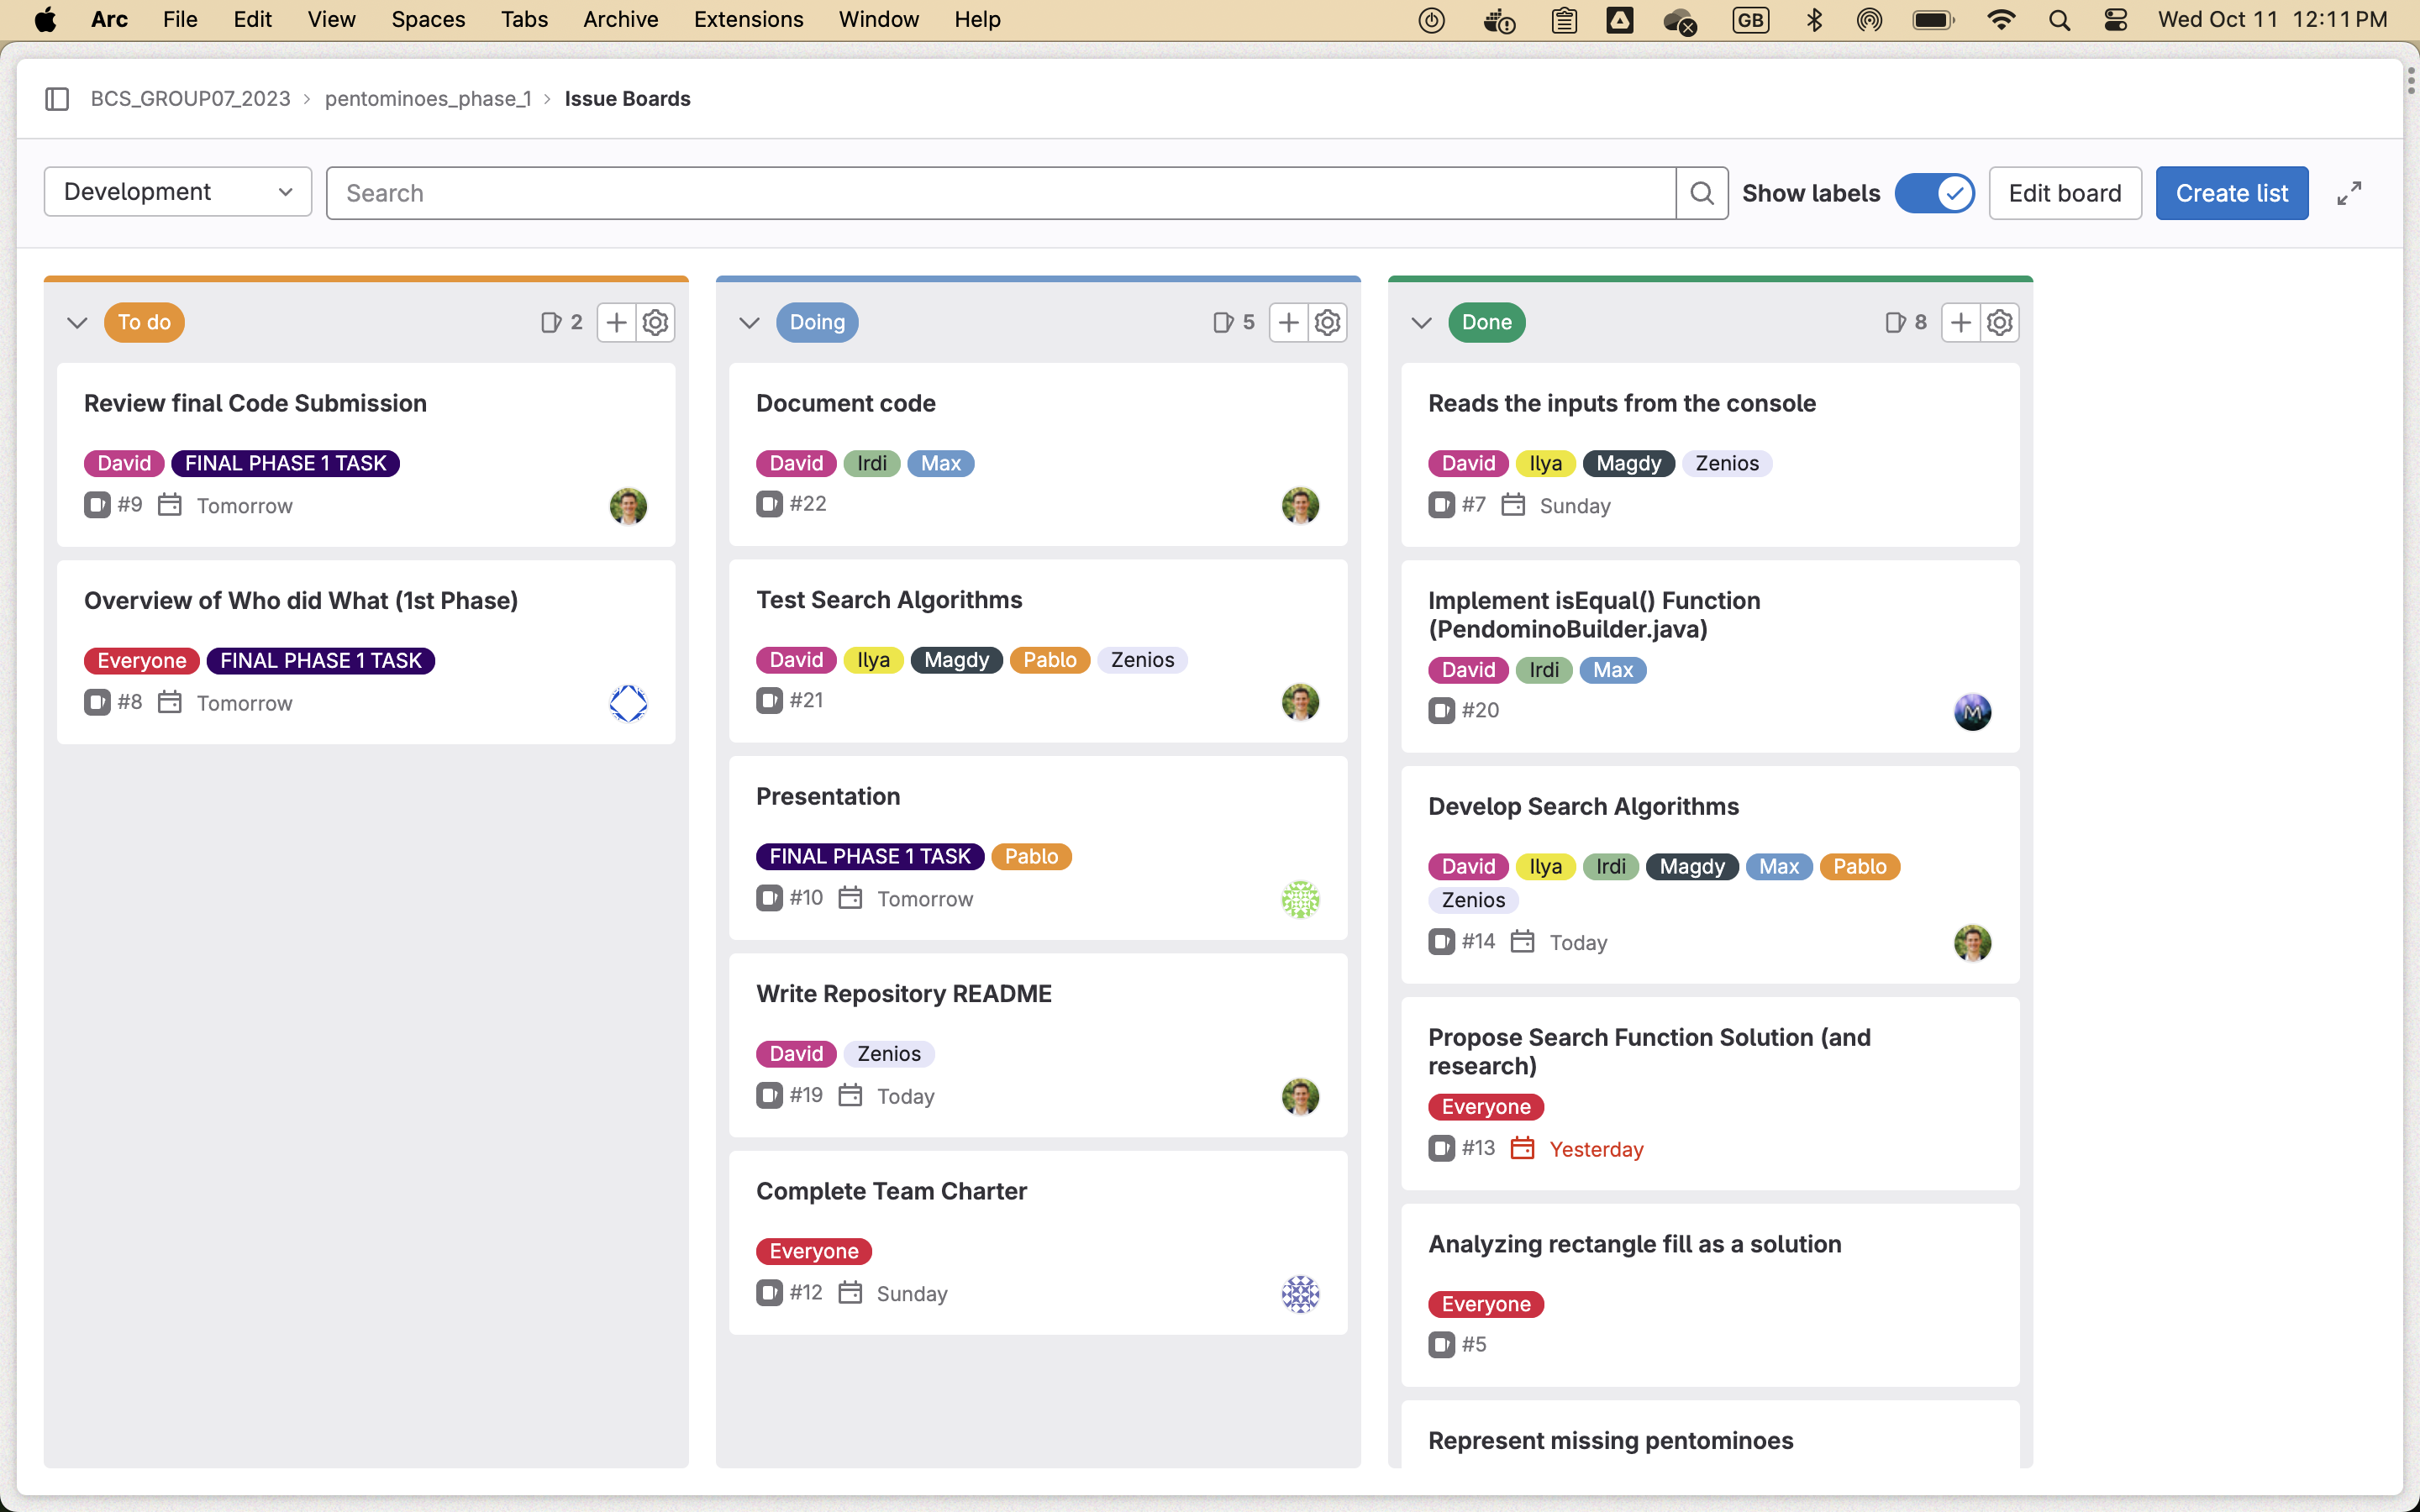 Arc File Edit View Spaces Tabs Archive Extensions Window Help GB Wed Oct 11 12:11 PM
BCS_GROUP07_2023 > pentominoes_phase_1 > Issue Boards
Development Search Show labels Edit board Create list
To do 2
Review final Code Submission
David FINAL PHASE 1 TASK
#9 Tomorrow
Overview of Who did What (1st Phase)
Everyone FINAL PHASE 1 TASK
#8 Tomorrow
Doing 5
Document code
David Irdi Max
#22
Test Search Algorithms
David Ilya Magdy Pablo Zenios
#21
Presentation
FINAL PHASE 1 TASK Pablo
#10 Tomorrow
Write Repository README
David Zenios
#19 Today
Complete Team Charter
Everyone
#12 Sunday
Done 8
Reads the inputs from the console
David Ilya Magdy Zenios
#7 Sunday
Implement isEqual() Function
(PendominoBuilder.java)
David Irdi Max
#20
M
Develop Search Algorithms
David Ilya Irdi Magdy Max Pablo
Zenios
#14 Today
Propose Search Function Solution (and
research)
Everyone
#13 Yesterday
Analyzing rectangle fill as a solution
Everyone
#5
Represent missing pentominoes